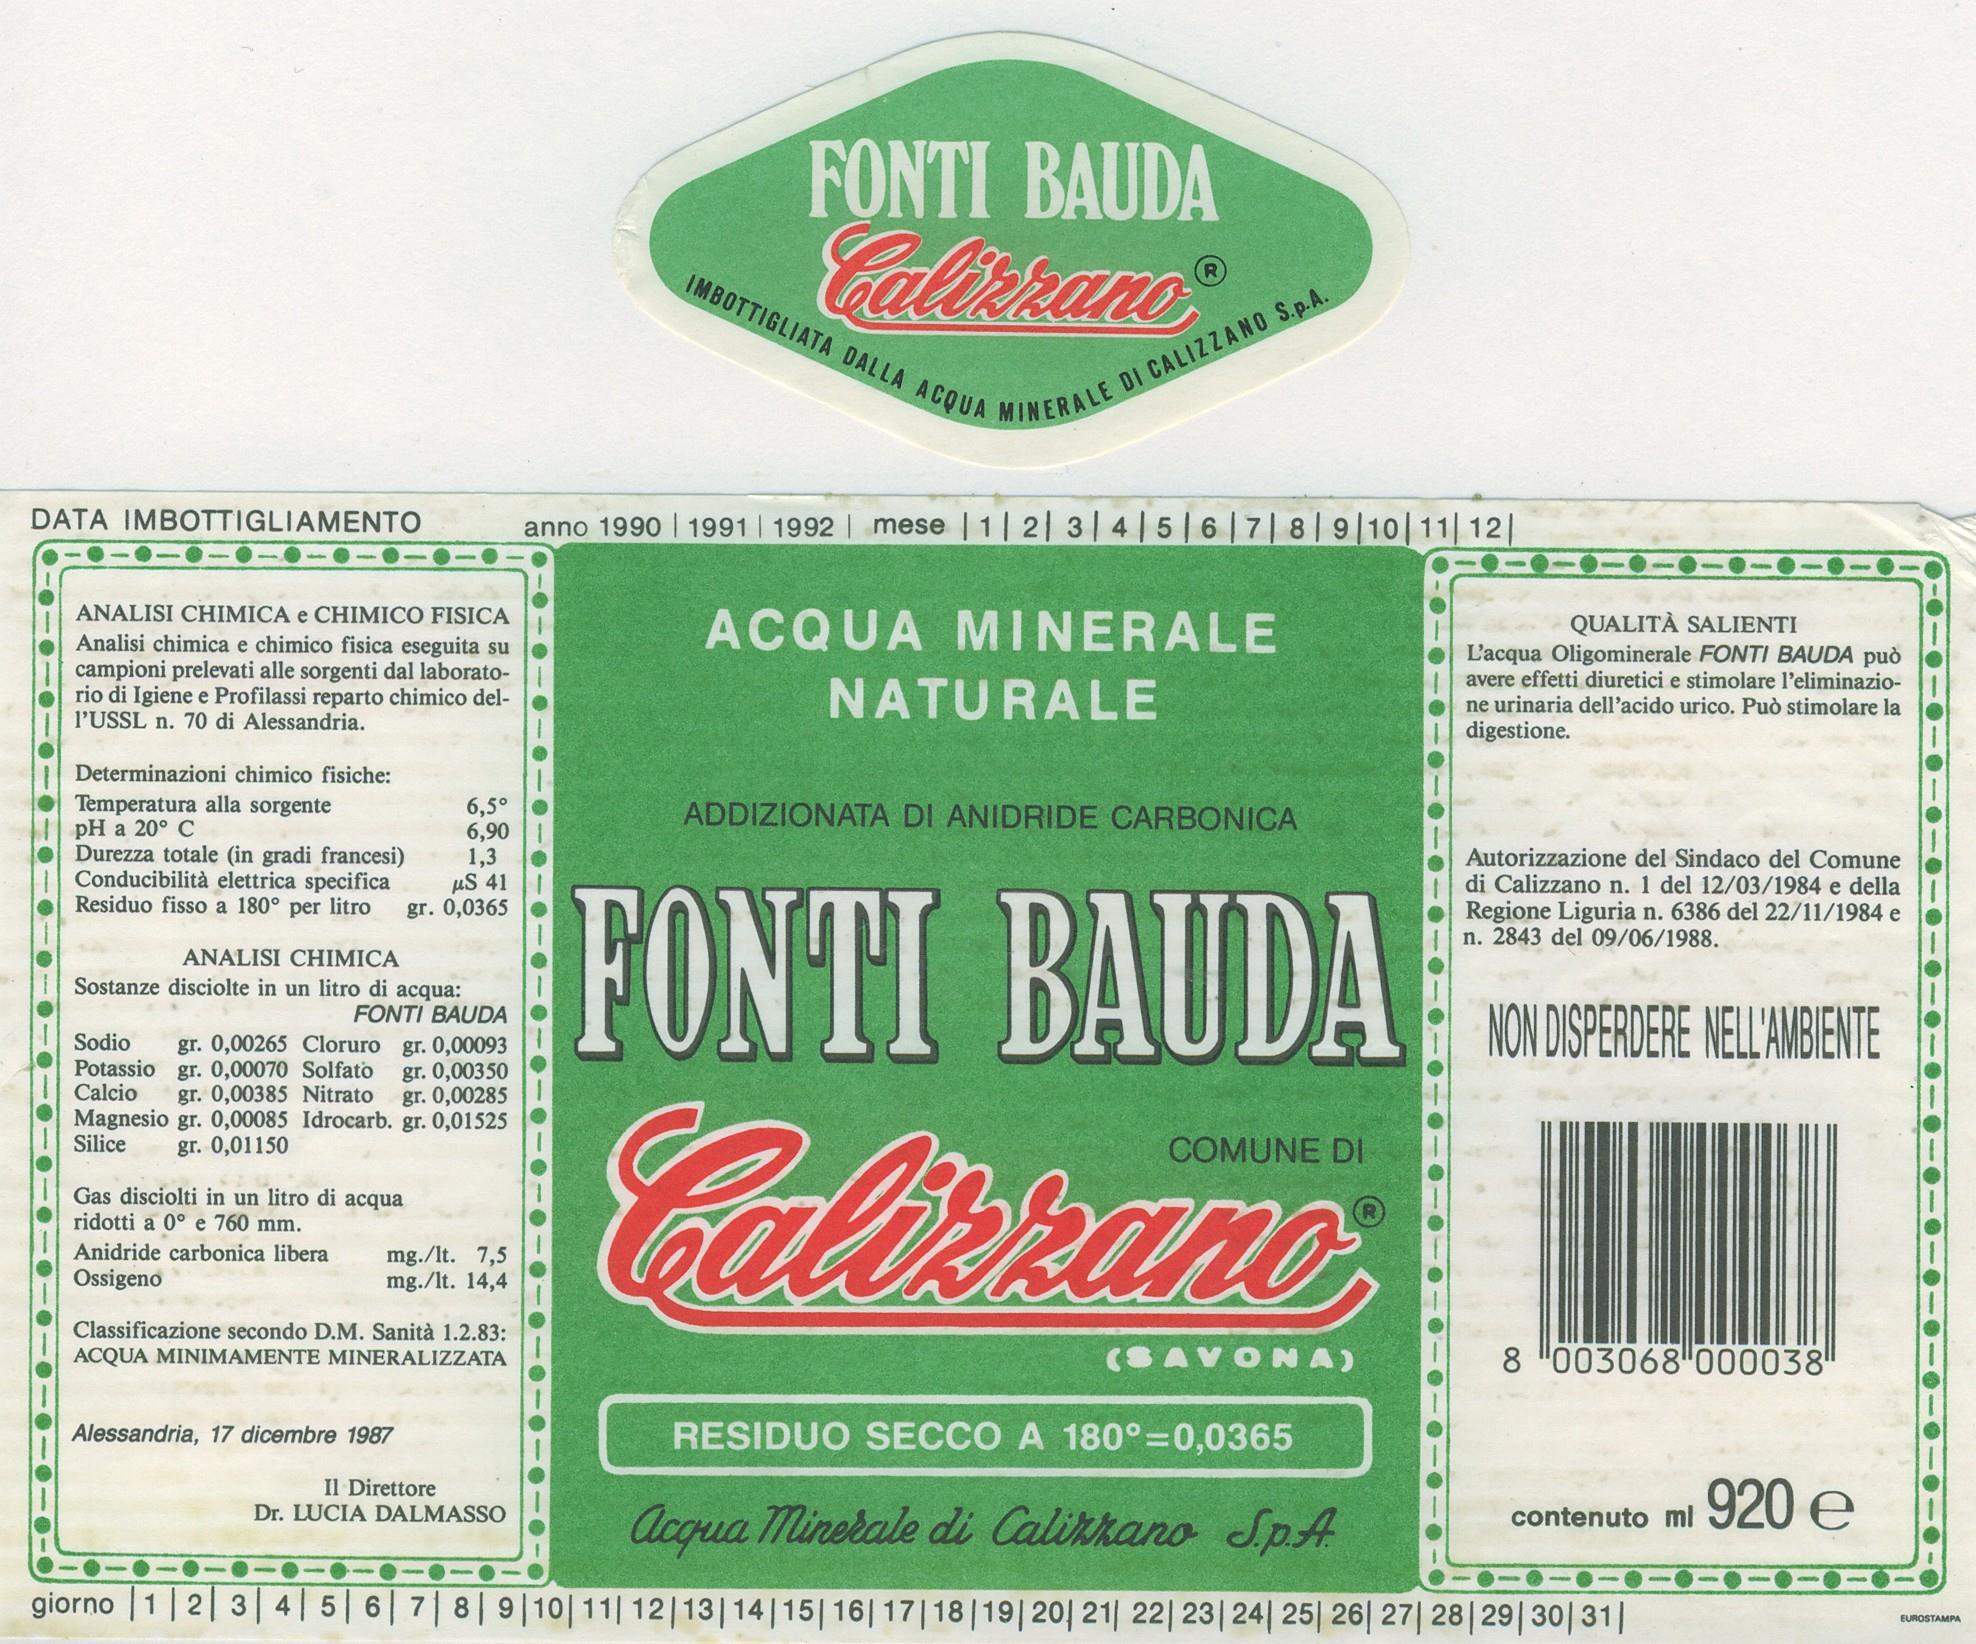 FONTI BAUDA
Calizzano ®
IMBOTTIGLIATA DALLA ACQUA MINERALE DI CALIZZANO S.p.A.
DATA IMBOTTIGLIAMENTO anno 1990 | 1991 | 1992 | mese | 1 | 2 | 3 | 4 | 5 | 6 | 7 | 8 | 9 | 10 | 11 | 12 |
ANALISI CHIMICA e CHIMICO FISICA
Analisi chimica e chimico fisica eseguita su
campioni prelevati alle sorgenti dal laborato-
rio di Igiene e Profilassi reparto chimico del-
l'USSL n. 70 di Alessandria.
Determinazioni chimico fisiche:
Temperatura alla sorgente 6,5°
pH a 20° C 6,90
Durezza totale (in gradi francesi) 1,3
Conducibilità elettrica specifica µS 41
Residuo fisso a 180° per litro gr. 0,0365
ANALISI CHIMICA
Sostanze disciolte in un litro di acqua:
FONTI BAUDA
Sodio gr. 0,00265 Cloruro gr. 0,00093
Potassio gr. 0,00070 Solfato gr. 0,00350
Calcio gr. 0,00385 Nitrato gr. 0,00285
Magnesio gr. 0,00085 Idrocarb. gr. 0,01525
Silice gr. 0,01150
Gas disciolti in un litro di acqua
ridotti a 0° e 760 mm.
Anidride carbonica libera mg./lt. 7,5
Ossigeno mg./lt. 14,4
Classificazione secondo D.M. Sanità 1.2.83:
ACQUA MINIMAMENTE MINERALIZZATA
Alessandria, 17 dicembre 1987
Il Direttore
Dr. LUCIA DALMASSO
ACQUA MINERALE
NATURALE
ADDIZIONATA DI ANIDRIDE CARBONICA
FONTI BAUDA
COMUNE DI
Calizzano ®
(SAVONA)
RESIDUO SECCO A 180°=0,0365
Acqua Minerale di Calizzano S.p.A.
QUALITÀ SALIENTI
L'acqua Oligominerale FONTI BAUDA può
avere effetti diuretici e stimolare l'eliminazio-
ne urinaria dell'acido urico. Può stimolare la
digestione.
Autorizzazione del Sindaco del Comune
di Calizzano n. 1 del 12/03/1984 e della
Regione Liguria n. 6386 del 22/11/1984 e
n. 2843 del 09/06/1988.
NON DISPERDERE NELL'AMBIENTE
8 003068 000038
contenuto ml 920 e
giorno | 1 | 2 | 3 | 4 | 5 | 6 | 7 | 8 | 9 | 10 | 11 | 12 | 13 | 14 | 15 | 16 | 17 | 18 | 19 | 20 | 21 | 22 | 23 | 24 | 25 | 26 | 27 | 28 | 29 | 30 | 31 |
EUROSTAMPA